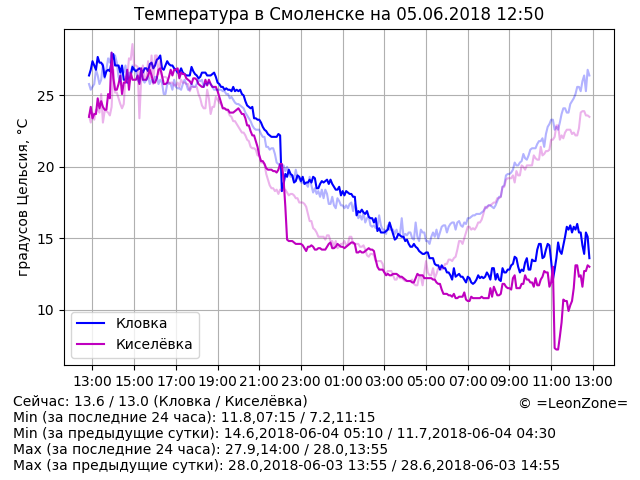 Температура в Смоленске на 05.06.2018 12:50
градусов Цельсия, °C
25
20
15
10
Кловка
Киселёвка
13:00 15:00 17:00 19:00 21:00 23:00 01:00 03:00 05:00 07:00 09:00 11:00 13:00
Сейчас: 13.6 / 13.0 (Кловка / Киселёвка)
© =LeonZone=
Min (за последние 24 часа): 11.8,07:15 / 7.2,11:15
Min (за предыдущие сутки): 14.6,2018-06-04 05:10 / 11.7,2018-06-04 04:30
Max (за последние 24 часа): 27.9,14:00 / 28.0,13:55
Max (за предыдущие сутки): 28.0,2018-06-03 13:55 / 28.6,2018-06-03 14:55